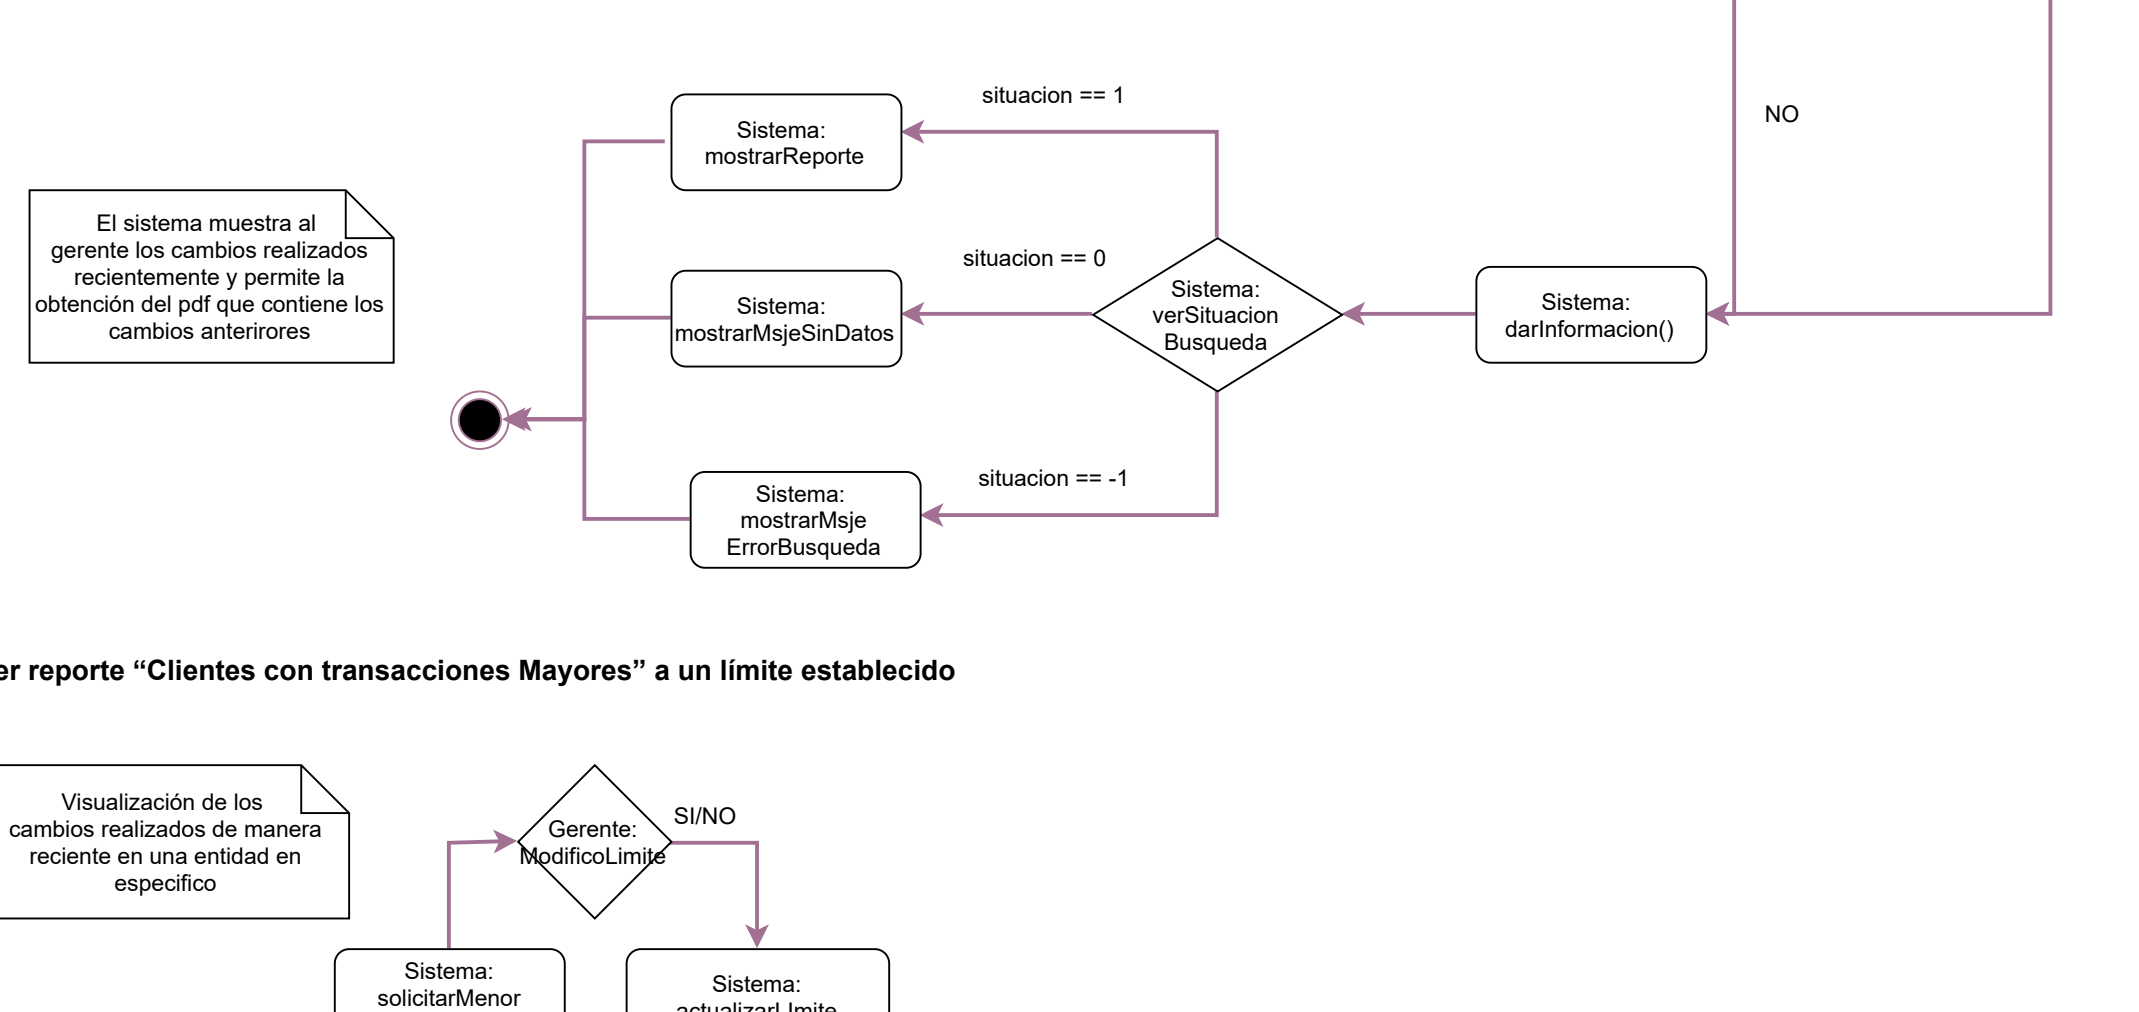 situacion == 1
NO
Sistema:
mostrarReporte
El sistema muestra al
gerente los cambios realizados
recientemente y permite la
obtención del pdf que contiene los
cambios anterirores
situacion == 0
Sistema:
mostrarMsjeSinDatos
Sistema:
verSituacion
Busqueda
Sistema:
darInformacion()
situacion == -1
Sistema:
mostrarMsje
ErrorBusqueda
er reporte “Clientes con transacciones Mayores” a un límite establecido
Visualización de los
cambios realizados de manera
reciente en una entidad en
especifico
Gerente:
ModificoLimite
SI/NO
Sistema:
solicitarMenor
Sistema: